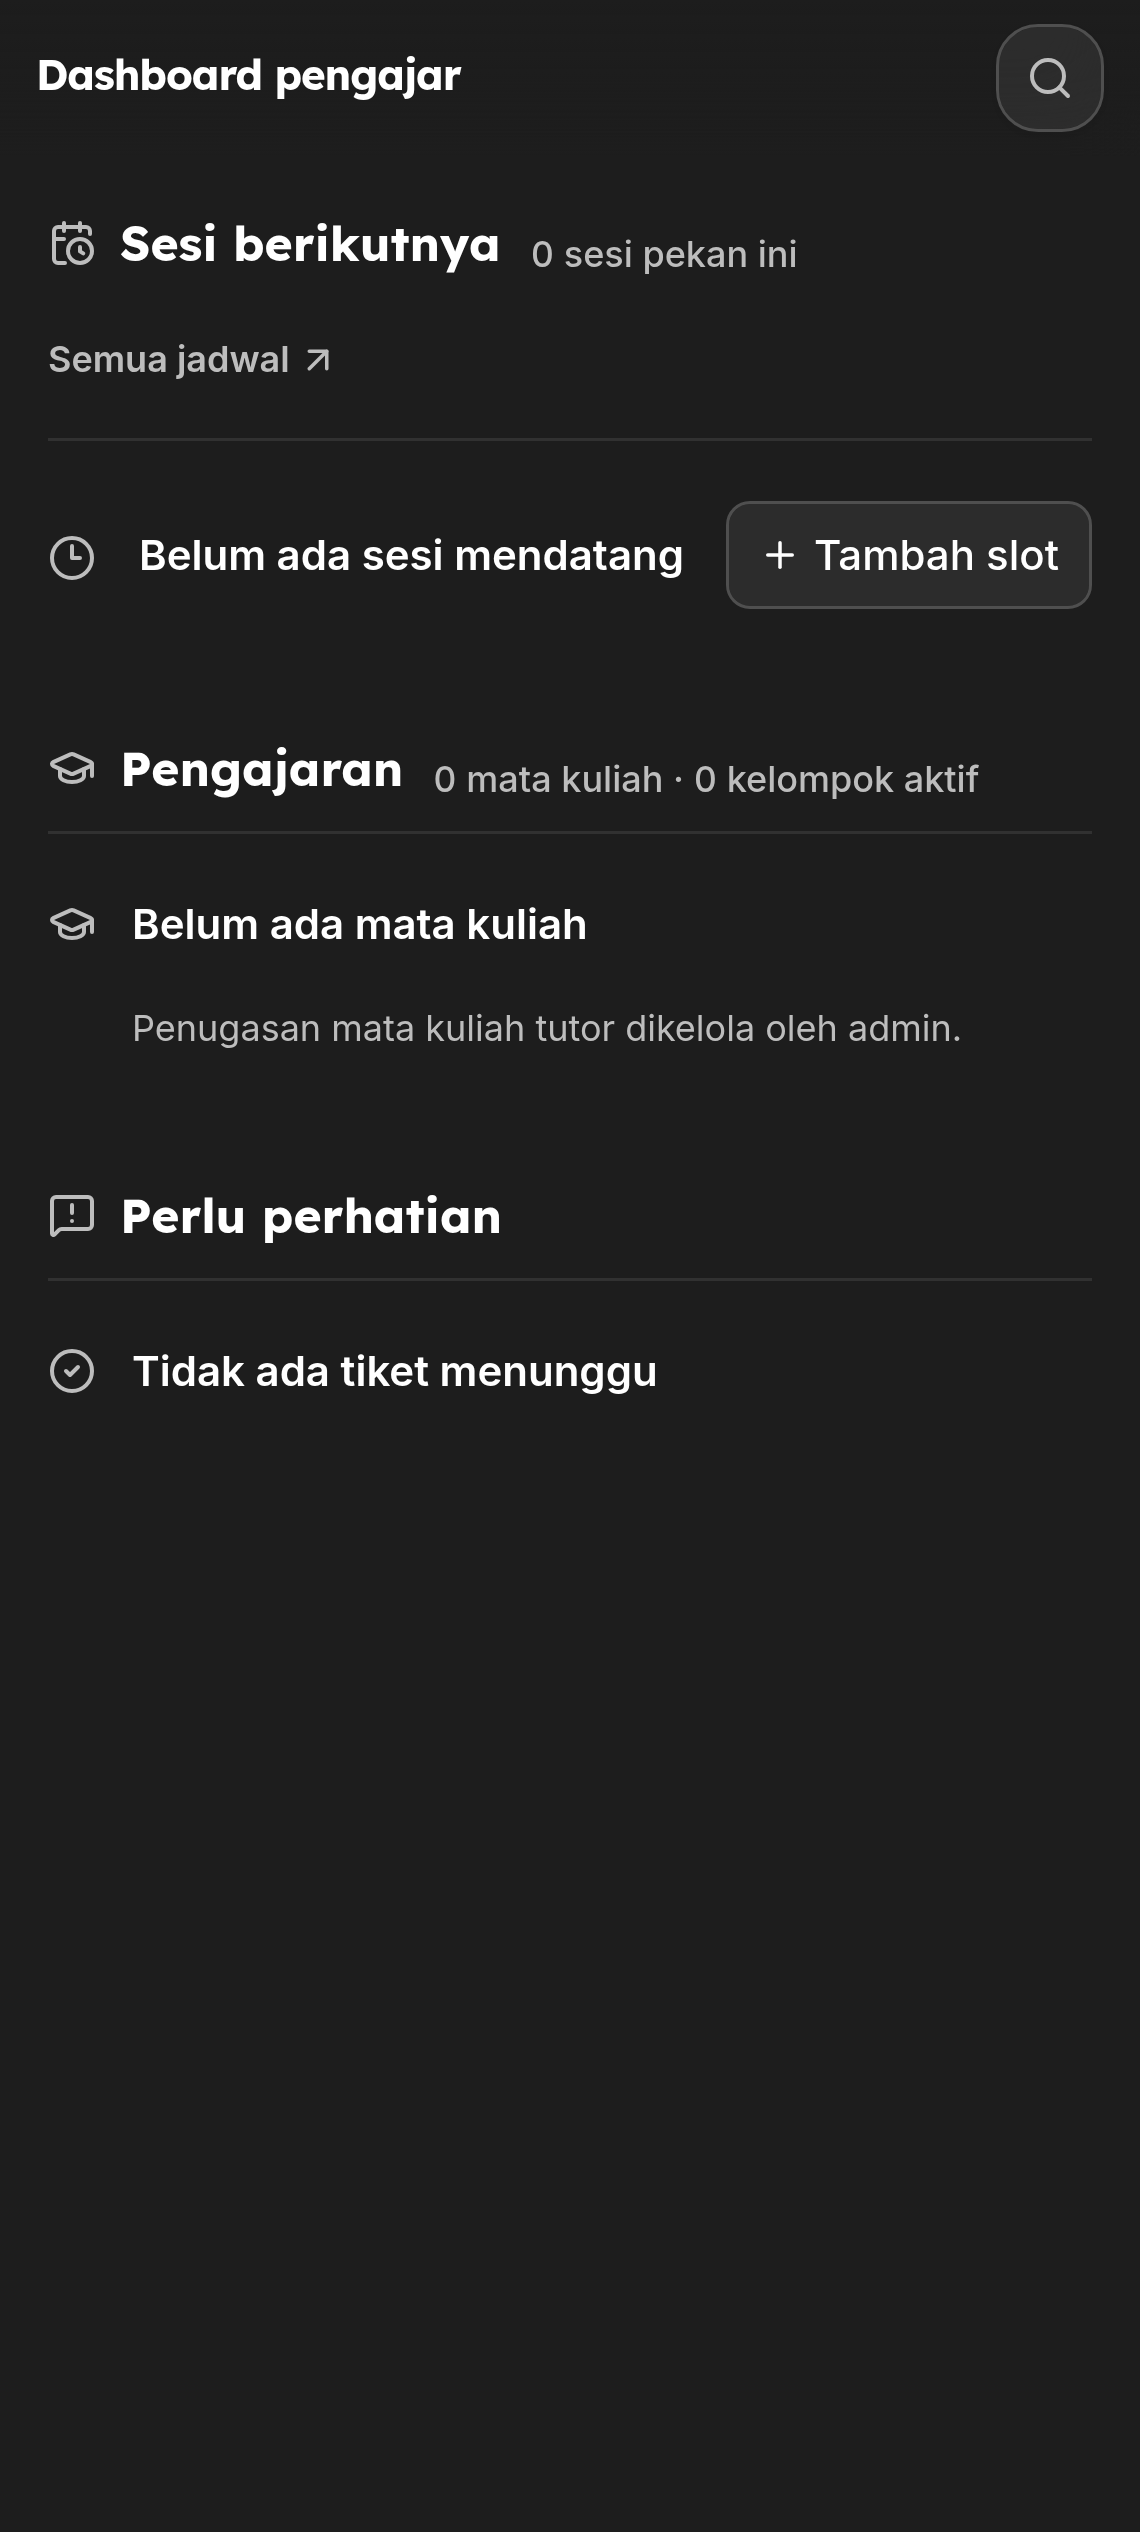 Dashboard pengajar
Sesi berikutnya 0 sesi pekan ini
Semua jadwal
Belum ada sesi mendatang
Tambah slot
Pengajaran 0 mata kuliah · 0 kelompok aktif
Belum ada mata kuliah
Penugasan mata kuliah tutor dikelola oleh admin.
Perlu perhatian
Tidak ada tiket menunggu